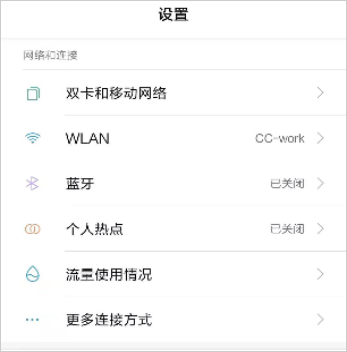 设置
网络和连接
双卡和移动网络
WLAN CC-work
蓝牙 已关闭
个人热点 已关闭
流量使用情况
更多连接方式